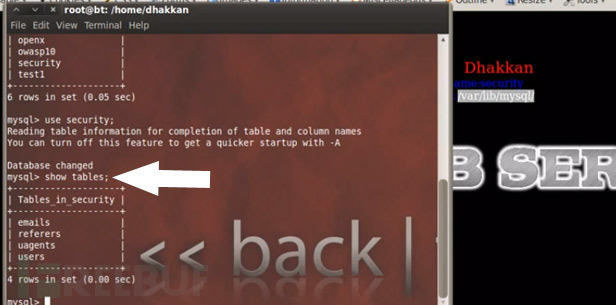 root@bt: /home/dhakkan
File Edit View Terminal Help
| openx |
| owasp10 |
| security |
| test1 |
+--------------------+
6 rows in set (0.05 sec)
mysql> use security;
Reading table information for completion of table and column names
You can turn off this feature to get a quicker startup with -A
Database changed
mysql> show tables;
+--------------------+
| Tables_in_security |
+--------------------+
| emails |
| referers |
| uagents |
| users |
+--------------------+
4 rows in set (0.00 sec)
mysql>
<< back |
Outline
Resize
Tools
Dhakkan
/var/lib/mysql/
B SER